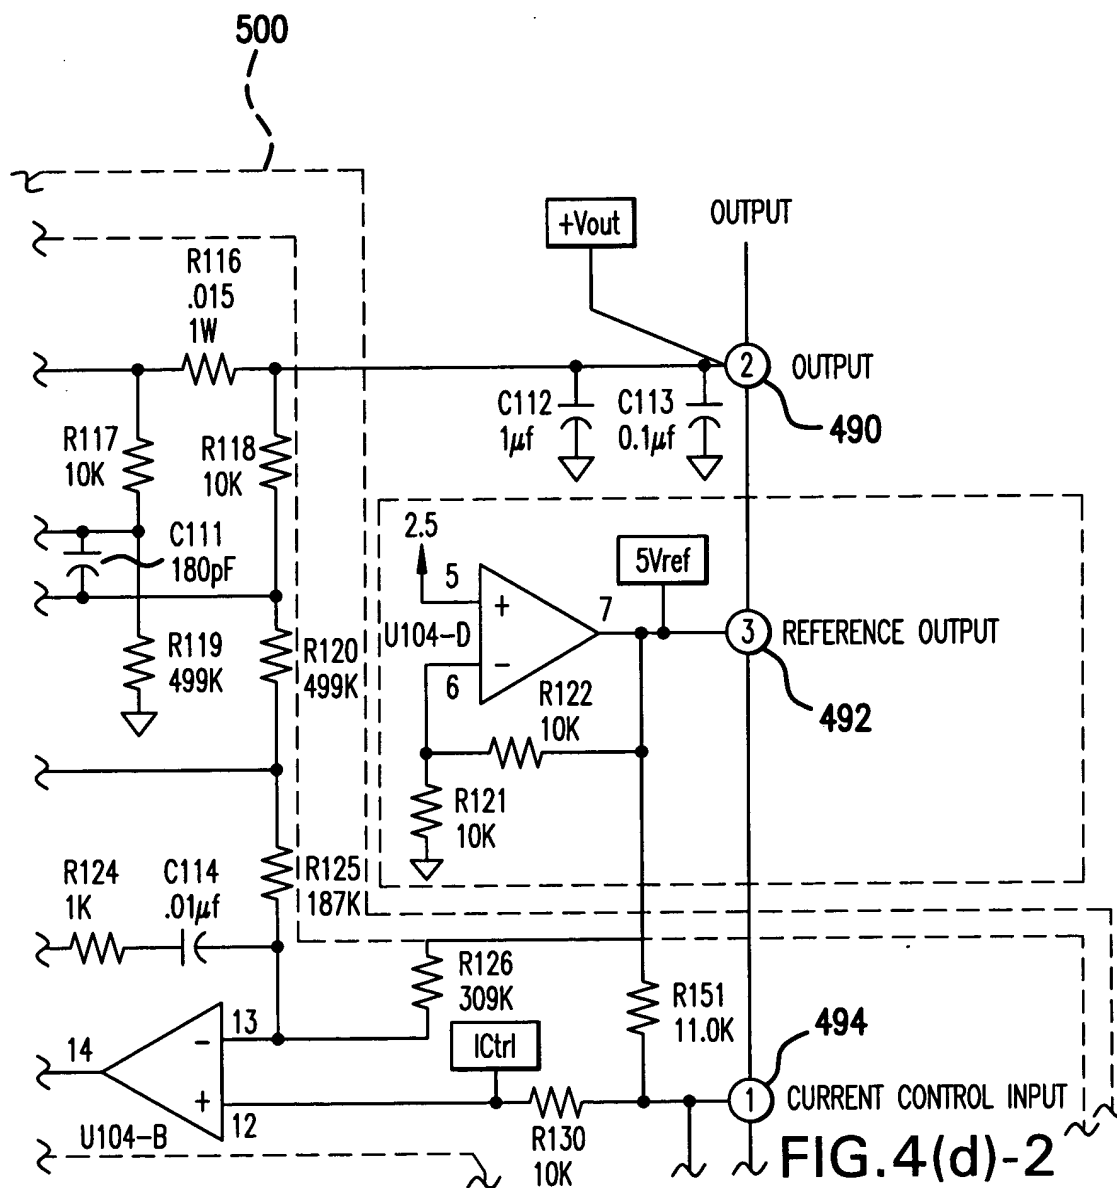 500
+Vout
OUTPUT
R116
.015
1W
2
OUTPUT
490
R117
10K
R118
10K
C112
1µf
C113
0.1µf
C111
180pF
2.5
5
+
U104-D
−
6
7
5Vref
3
REFERENCE OUTPUT
492
R119
499K
R120
499K
R122
10K
R121
10K
R124
1K
C114
.01µf
R125
187K
R126
309K
R151
11.0K
494
14
13
−
+
12
U104-B
ICtrl
R130
10K
1
CURRENT CONTROL INPUT
FIG.4(d)-2